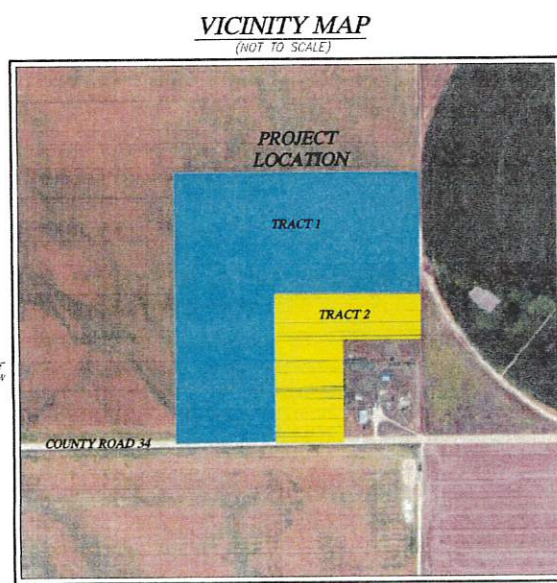 VICINITY MAP
(NOT TO SCALE)
PROJECT
LOCATION
TRACT 1
TRACT 2
COUNTY ROAD 34